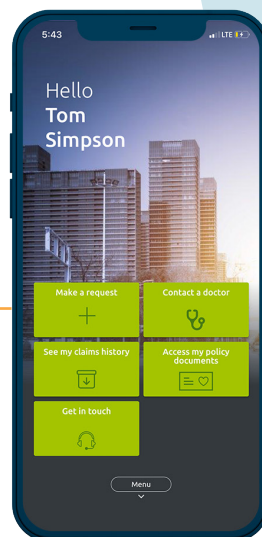 5:43
LTE
Hello
Tom
Simpson
Make a request
Contact a doctor
See my claims history
Access my policy
documents
Get in touch
Menu